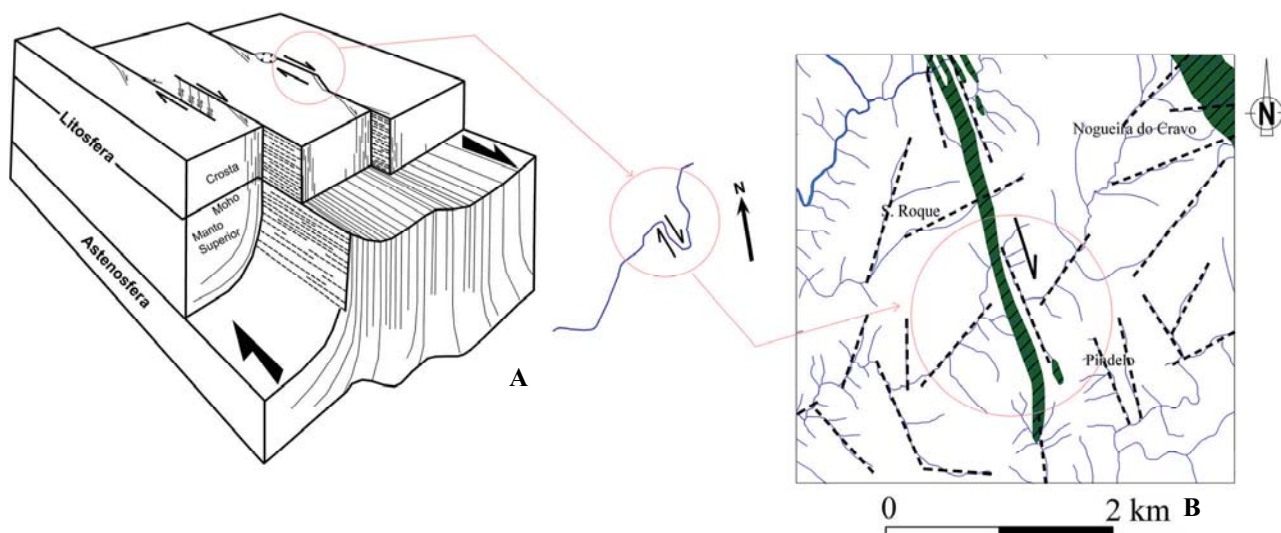 Litosfera
Crosta
Moho
Manto
Superior
Astenosfera
A
N
N
Nogueira do Cravo
S. Roque
Pindelo
0
2 km
B